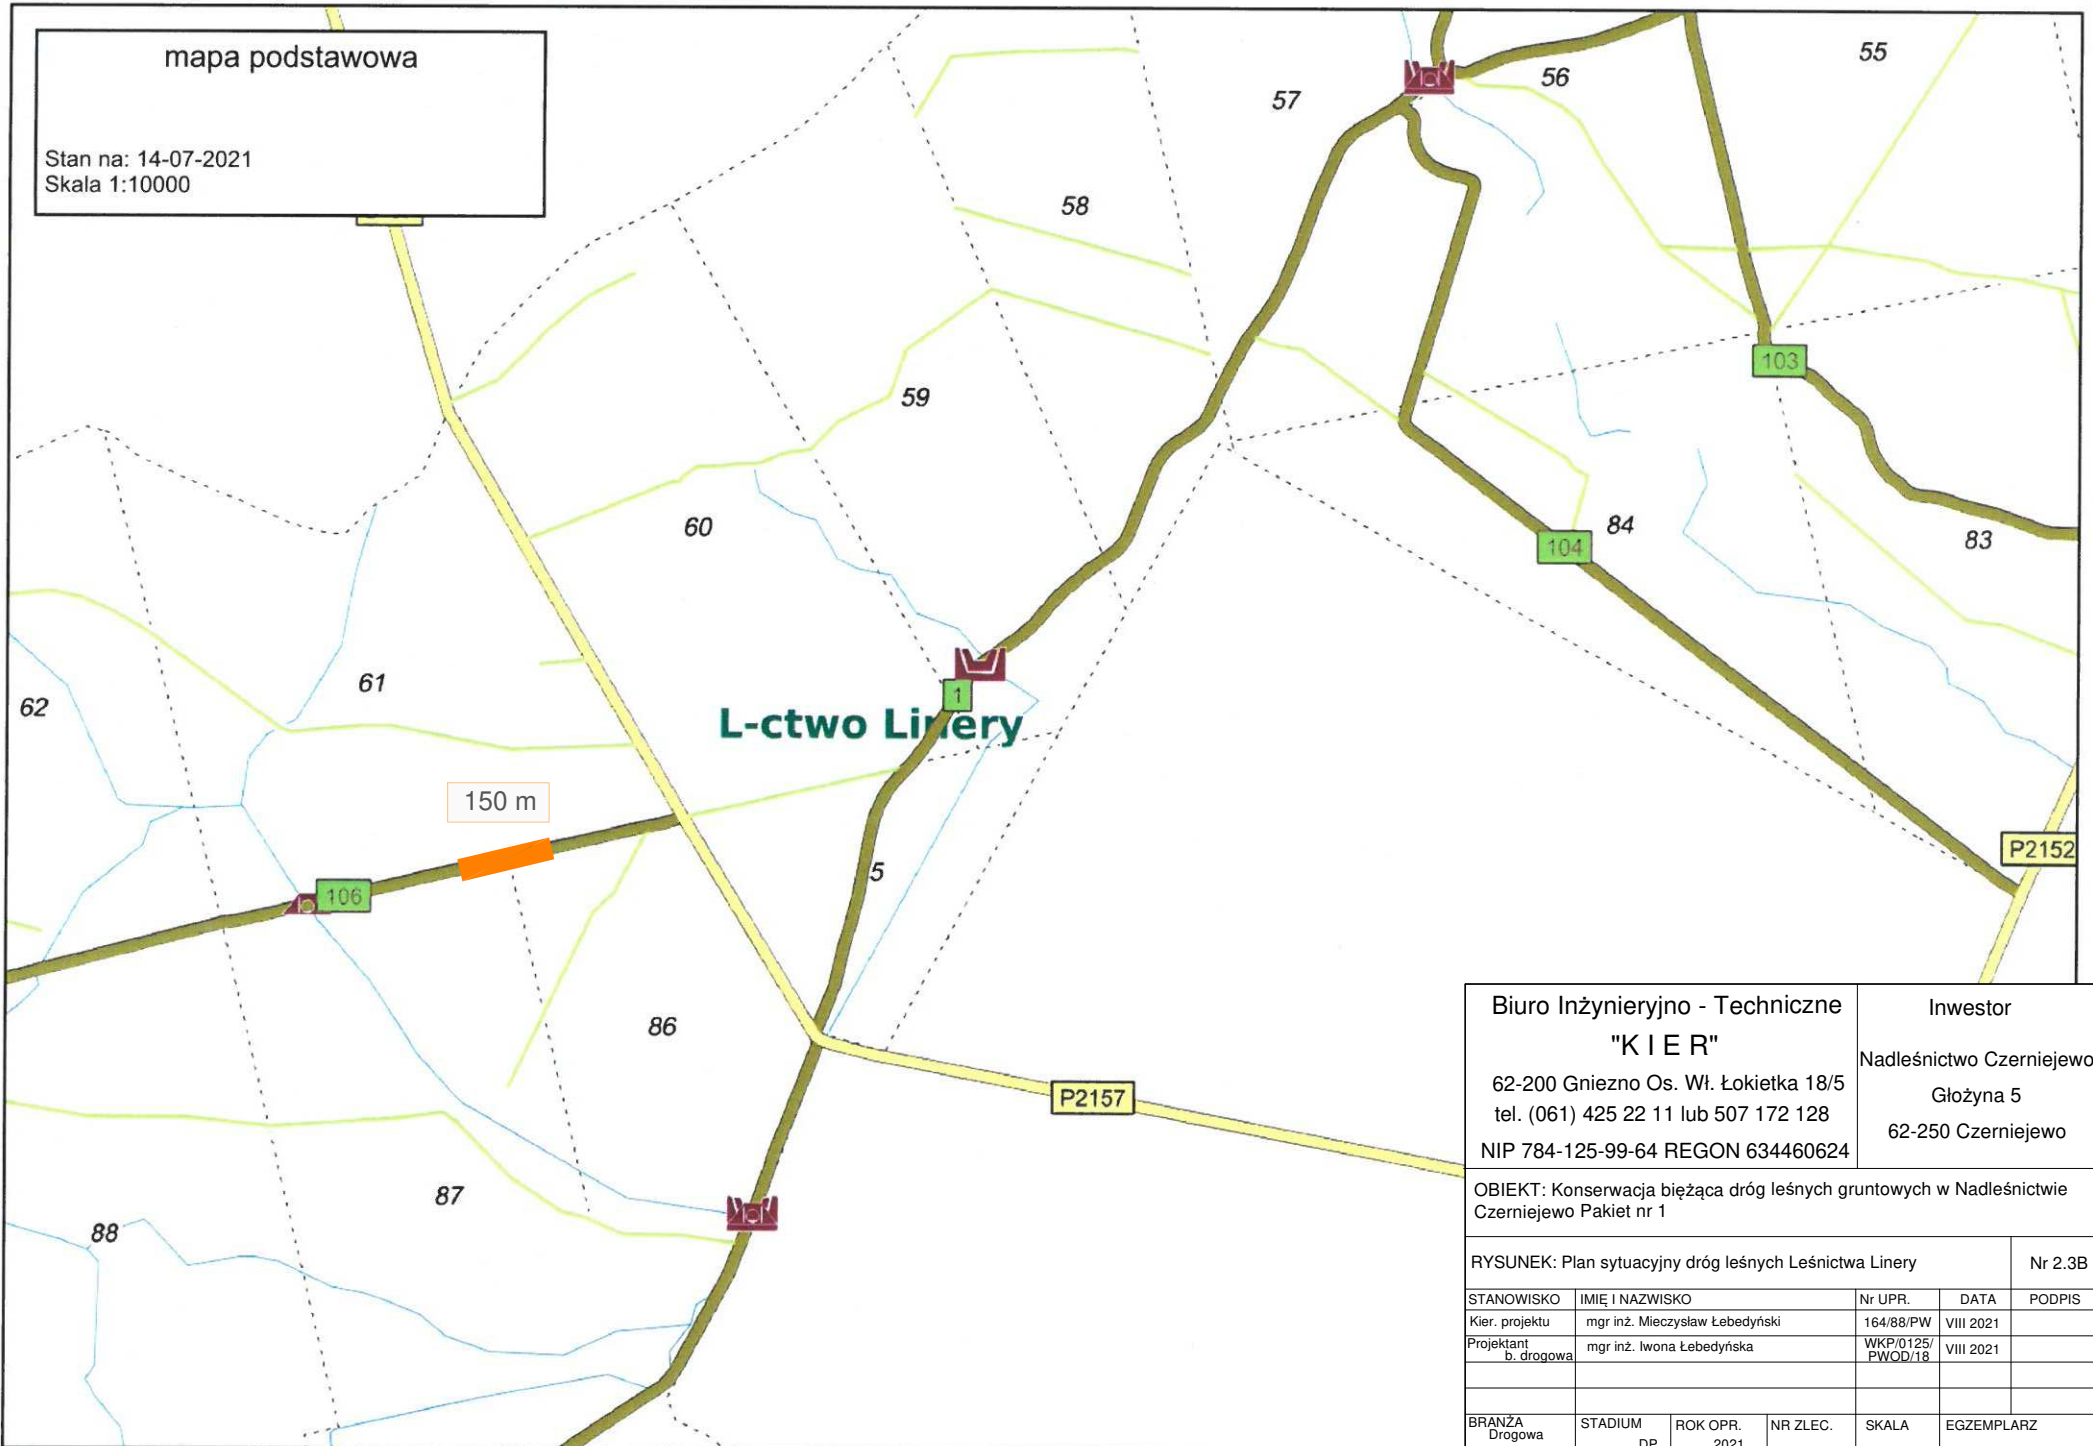 mapa podstawowa
Stan na: 14-07-2021
Skala 1:10000
55
56
57
58
103
59
60
84
104
83
61
62
1
L-ctwo Linery
150 m
P2152
5
106
86
P2157
87
88
Biuro Inżynieryjno - Techniczne
"K I E R"
62-200 Gniezno Os. Wł. Łokietka 18/5
tel. (061) 425 22 11 lub 507 172 128
NIP 784-125-99-64 REGON 634460624
Inwestor
Nadleśnictwo Czerniejewo
Głożyna 5
62-250 Czerniejewo
OBIEKT: Konserwacja bieżąca dróg leśnych gruntowych w Nadleśnictwie
Czerniejewo Pakiet nr 1
RYSUNEK: Plan sytuacyjny dróg leśnych Leśnictwa Linery Nr 2.3B
STANOWISKO IMIĘ I NAZWISKO Nr UPR. DATA PODPIS
Kier. projektu mgr inż. Mieczysław Łebedyński 164/88/PW VIII 2021
Projektant b. drogowa mgr inż. Iwona Łebedyńska WKP/0125/ PWOD/18 VIII 2021
BRANŻA STADIUM ROK OPR. NR ZLEC. SKALA EGZEMPLARZ
Drogowa DP 2021